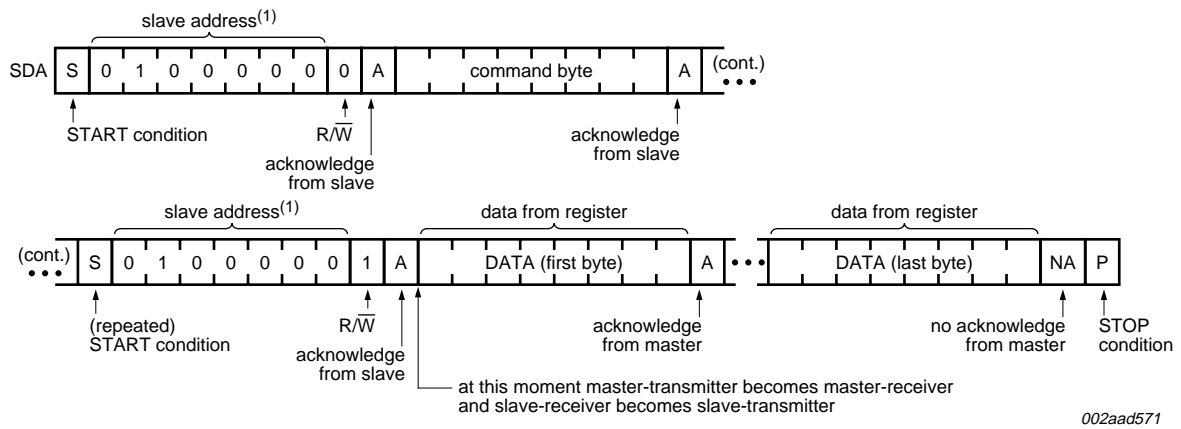 slave address(1)
SDA S 0 1 0 0 0 0 0 0 A command byte A (cont.)
START condition R/W̅ acknowledge from slave acknowledge from slave
slave address(1) data from register data from register
(cont.) S 0 1 0 0 0 0 0 1 A DATA (first byte) A DATA (last byte) NA P
(repeated) START condition R/W̅ acknowledge from slave acknowledge from master no acknowledge from master STOP condition
at this moment master-transmitter becomes master-receiver
and slave-receiver becomes slave-transmitter
002aad571